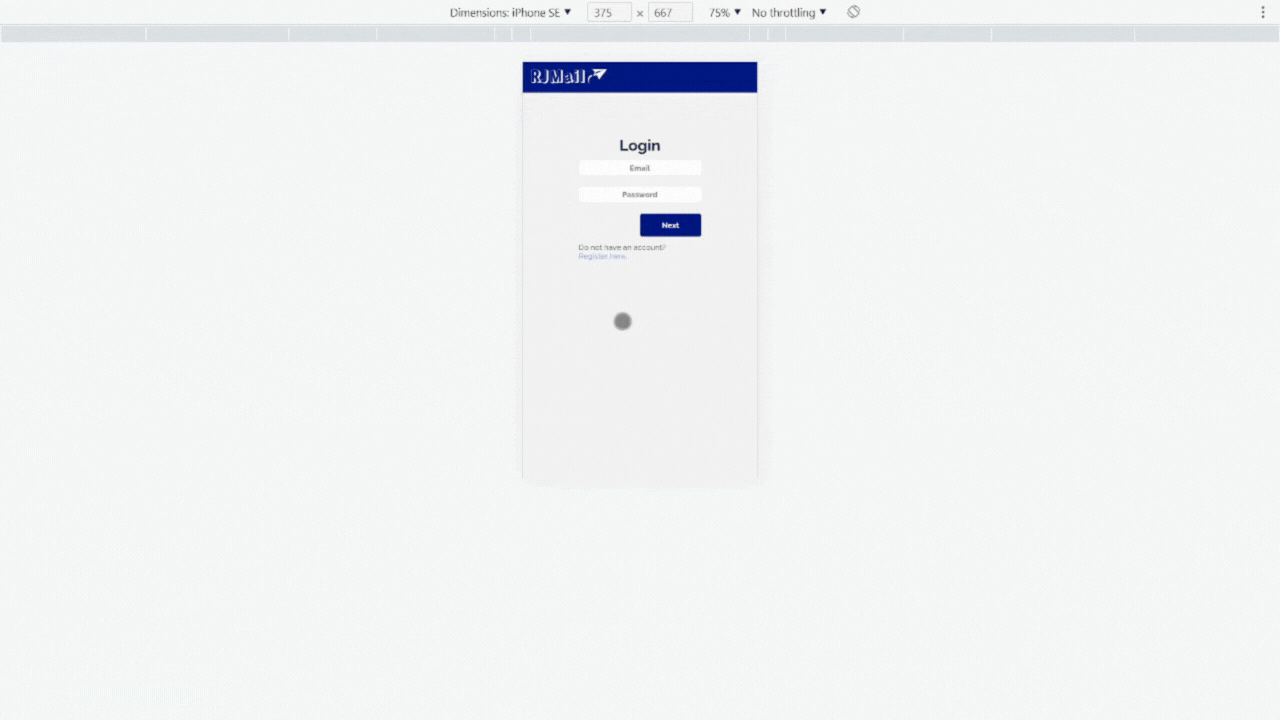 Dimensions: iPhone SE ▼ 375 × 667 75% ▼ No throttling ▼
RJMailr
Login
Email
Password
Next
Do not have an account?
Register here.